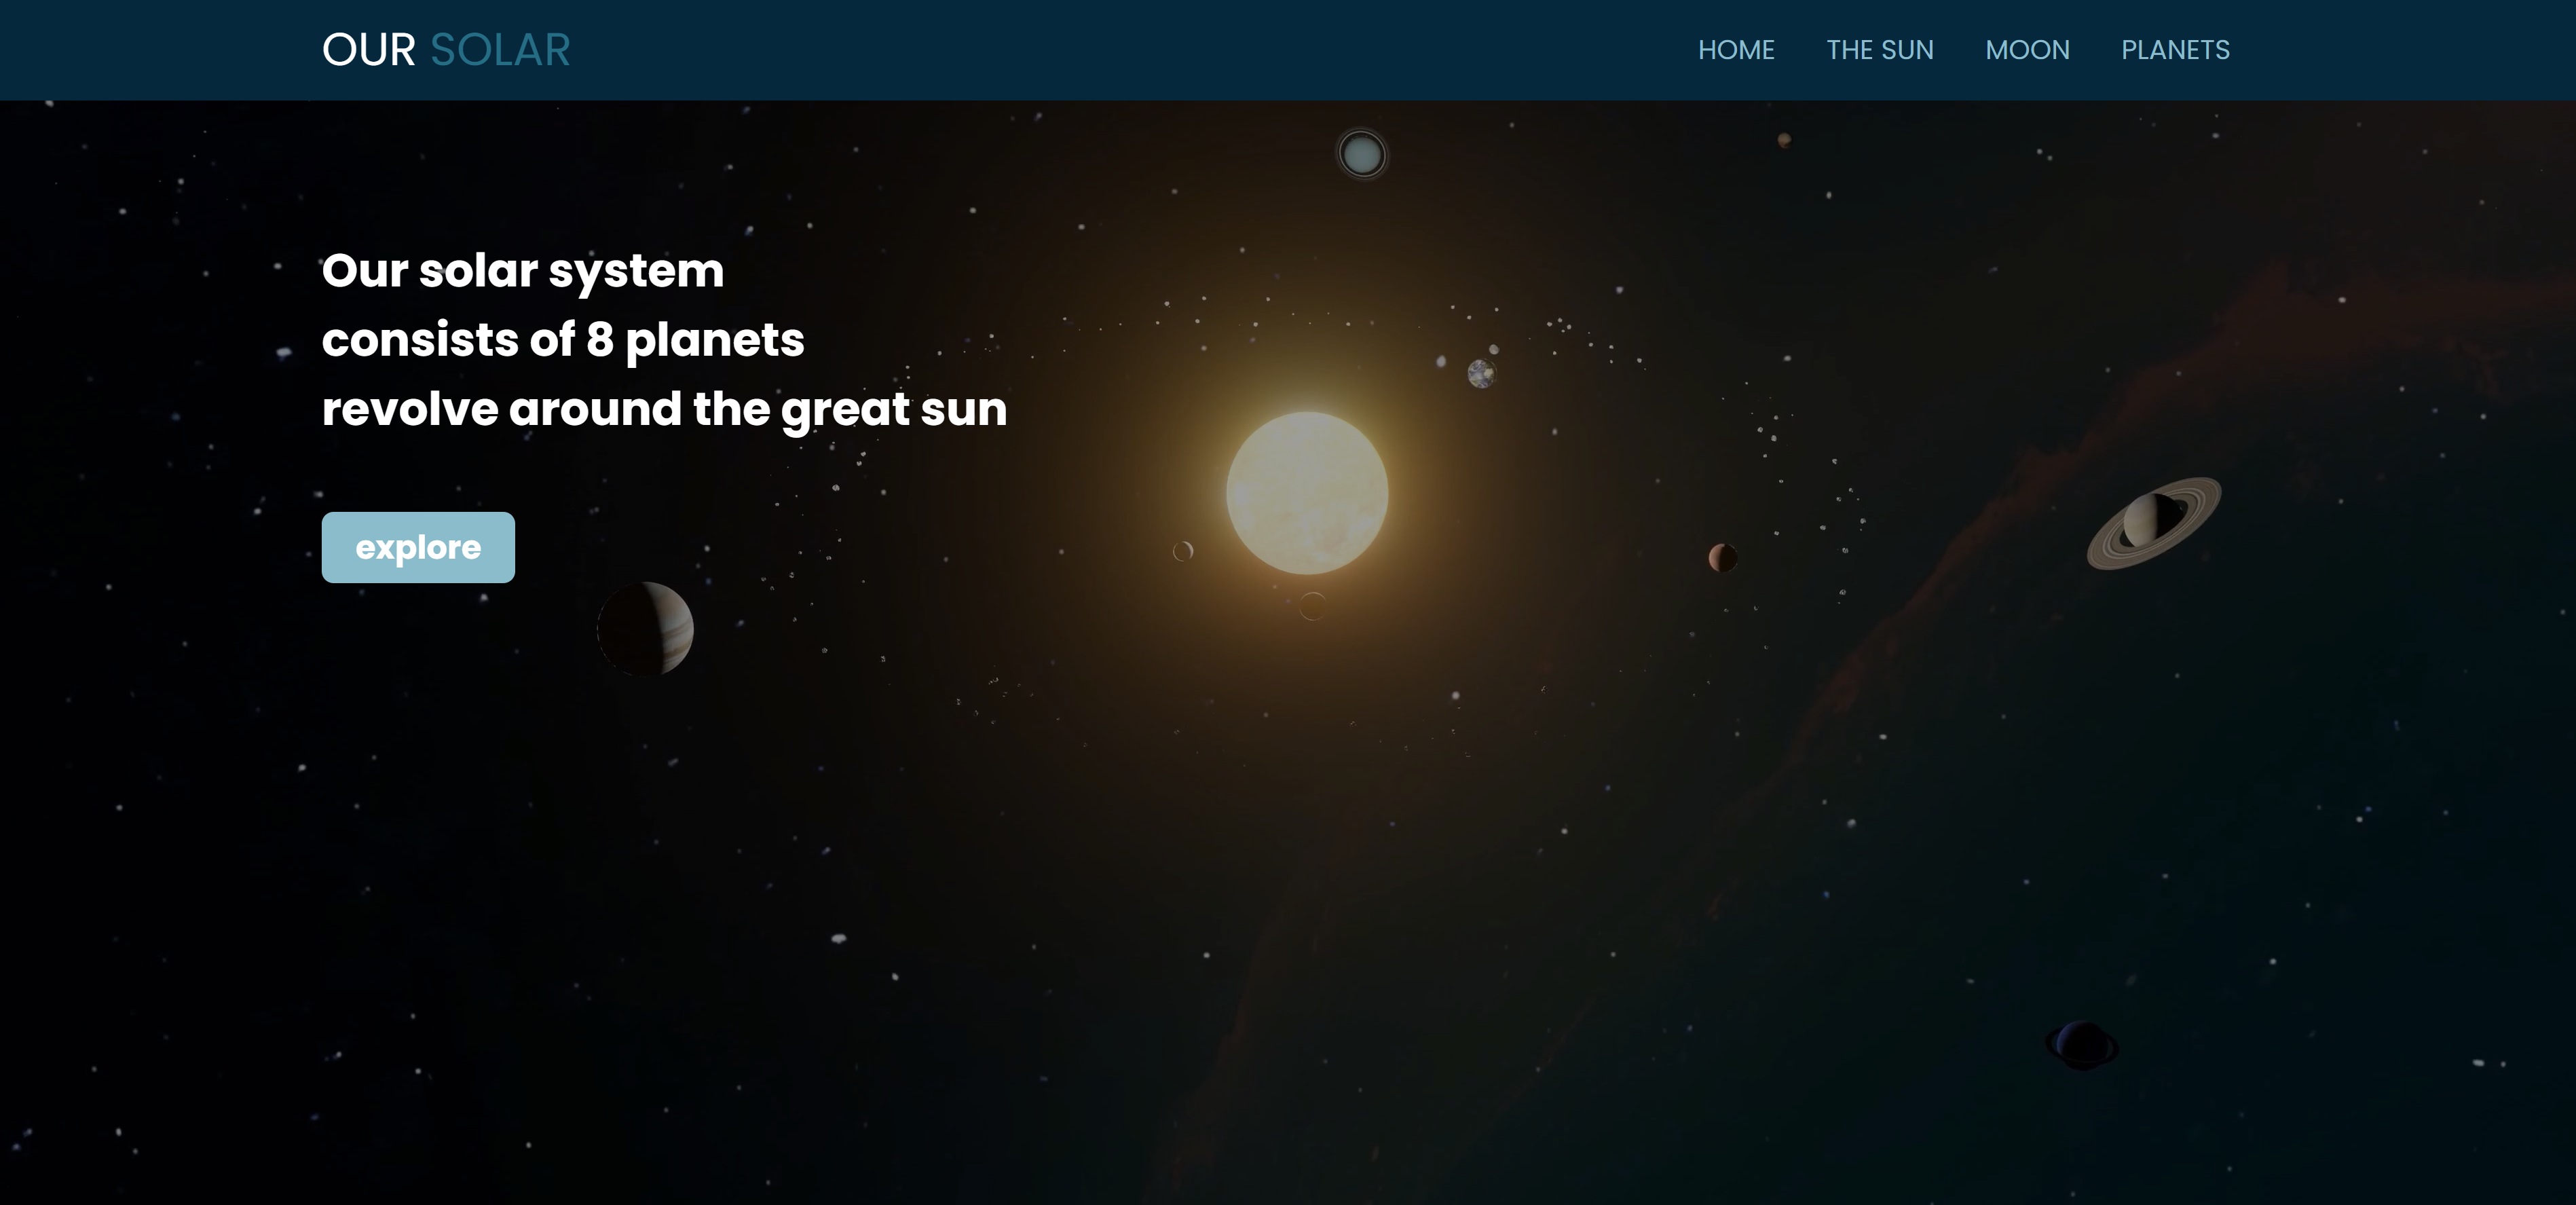 OUR SOLAR
HOME THE SUN MOON PLANETS
Our solar system
consists of 8 planets
revolve around the great sun
explore